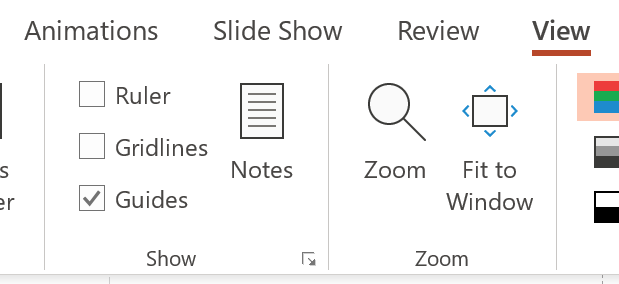 Animations Slide Show Review View
Ruler
Gridlines
Guides
Notes
Zoom
Fit to
Window
Show
Zoom